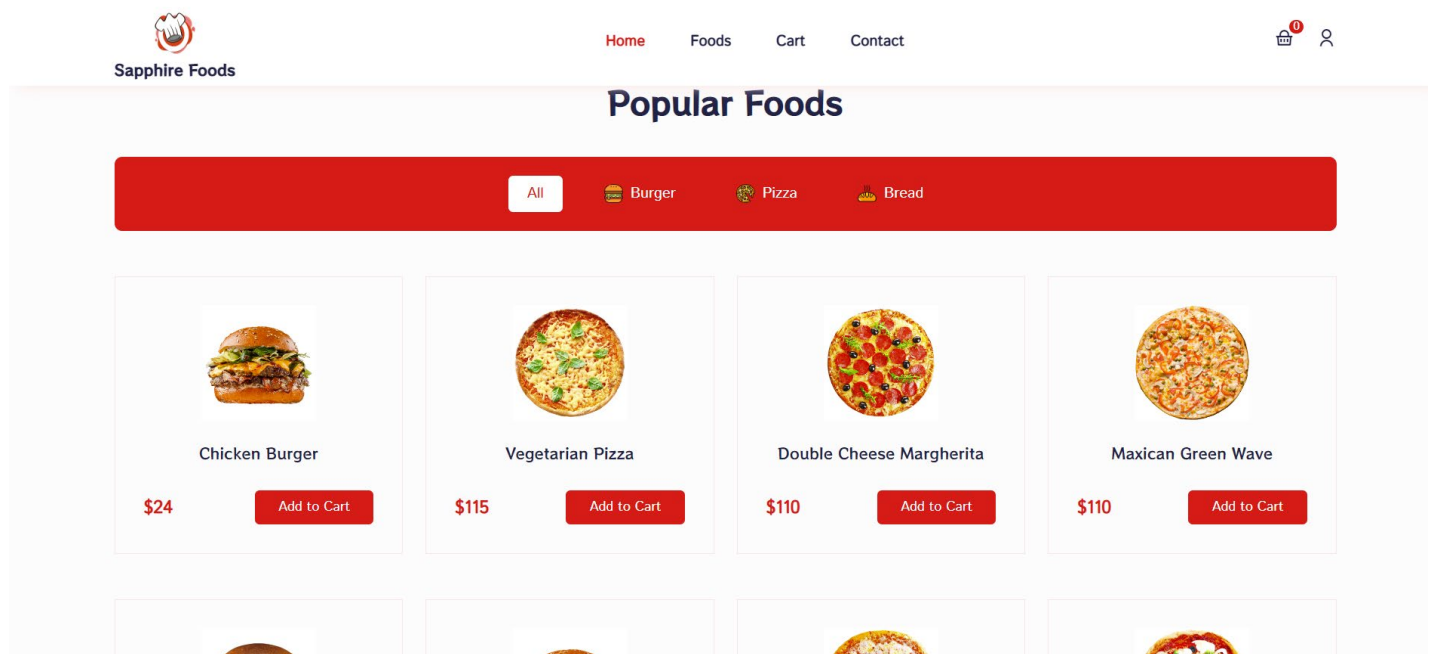 Sapphire Foods
Home Foods Cart Contact
0
Popular Foods
All Burger Pizza Bread
Chicken Burger
$24 Add to Cart
Vegetarian Pizza
$115 Add to Cart
Double Cheese Margherita
$110 Add to Cart
Maxican Green Wave
$110 Add to Cart